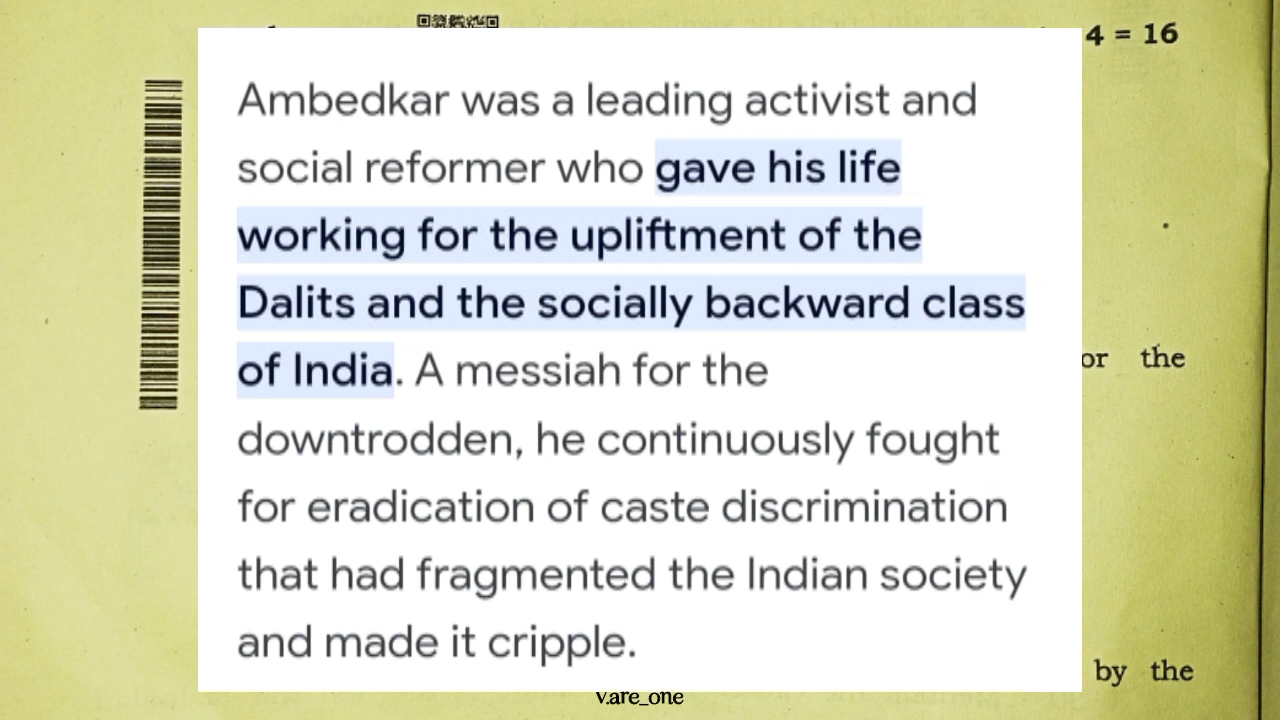 4 = 16
Ambedkar was a leading activist and
social reformer who gave his life
working for the upliftment of the
Dalits and the socially backward class
of India. A messiah for the
or the
downtrodden, he continuously fought
for eradication of caste discrimination
that had fragmented the Indian society
and made it cripple.
by the
v.are_one